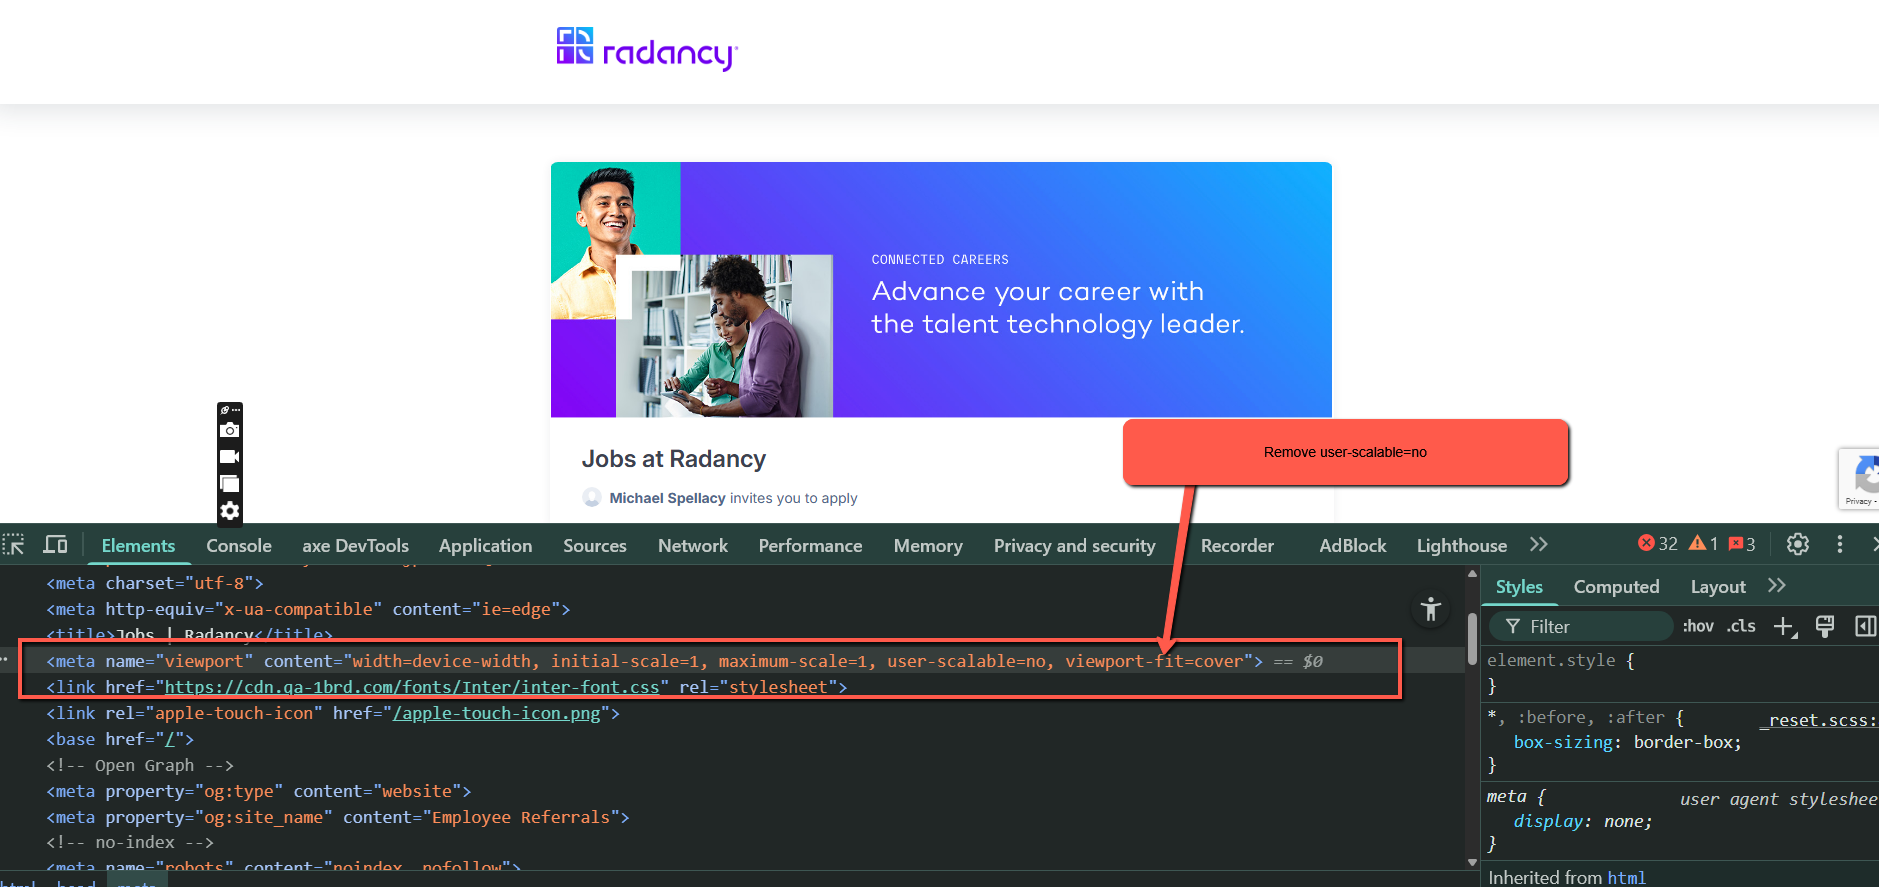 radancy
CONNECTED CAREERS
Advance your career with
the talent technology leader.
Jobs at Radancy
Michael Spellacy invites you to apply
Remove user-scalable=no
Privacy -
Elements Console axe DevTools Application Sources Network Performance Memory Privacy and security Recorder AdBlock Lighthouse 32 1 3
<meta charset="utf-8">
<meta http-equiv="x-ua-compatible" content="ie=edge">
<title>Jobs | Radancy</title>
<meta name="viewport" content="width=device-width, initial-scale=1, maximum-scale=1, user-scalable=no, viewport-fit=cover"> == $0
<link href="https://cdn.qa-1brd.com/fonts/Inter/inter-font.css" rel="stylesheet">
<link rel="apple-touch-icon" href="/apple-touch-icon.png">
<base href="/">
<!-- Open Graph -->
<meta property="og:type" content="website">
<meta property="og:site_name" content="Employee Referrals">
<!-- no-index -->
<meta name="robots" content="noindex, nofollow">
html head meta
Styles Computed Layout
Filter :hov .cls
element.style {
}
*, :before, :after { _reset.scss:
box-sizing: border-box;
}
meta { user agent styleshee
display: none;
}
Inherited from html